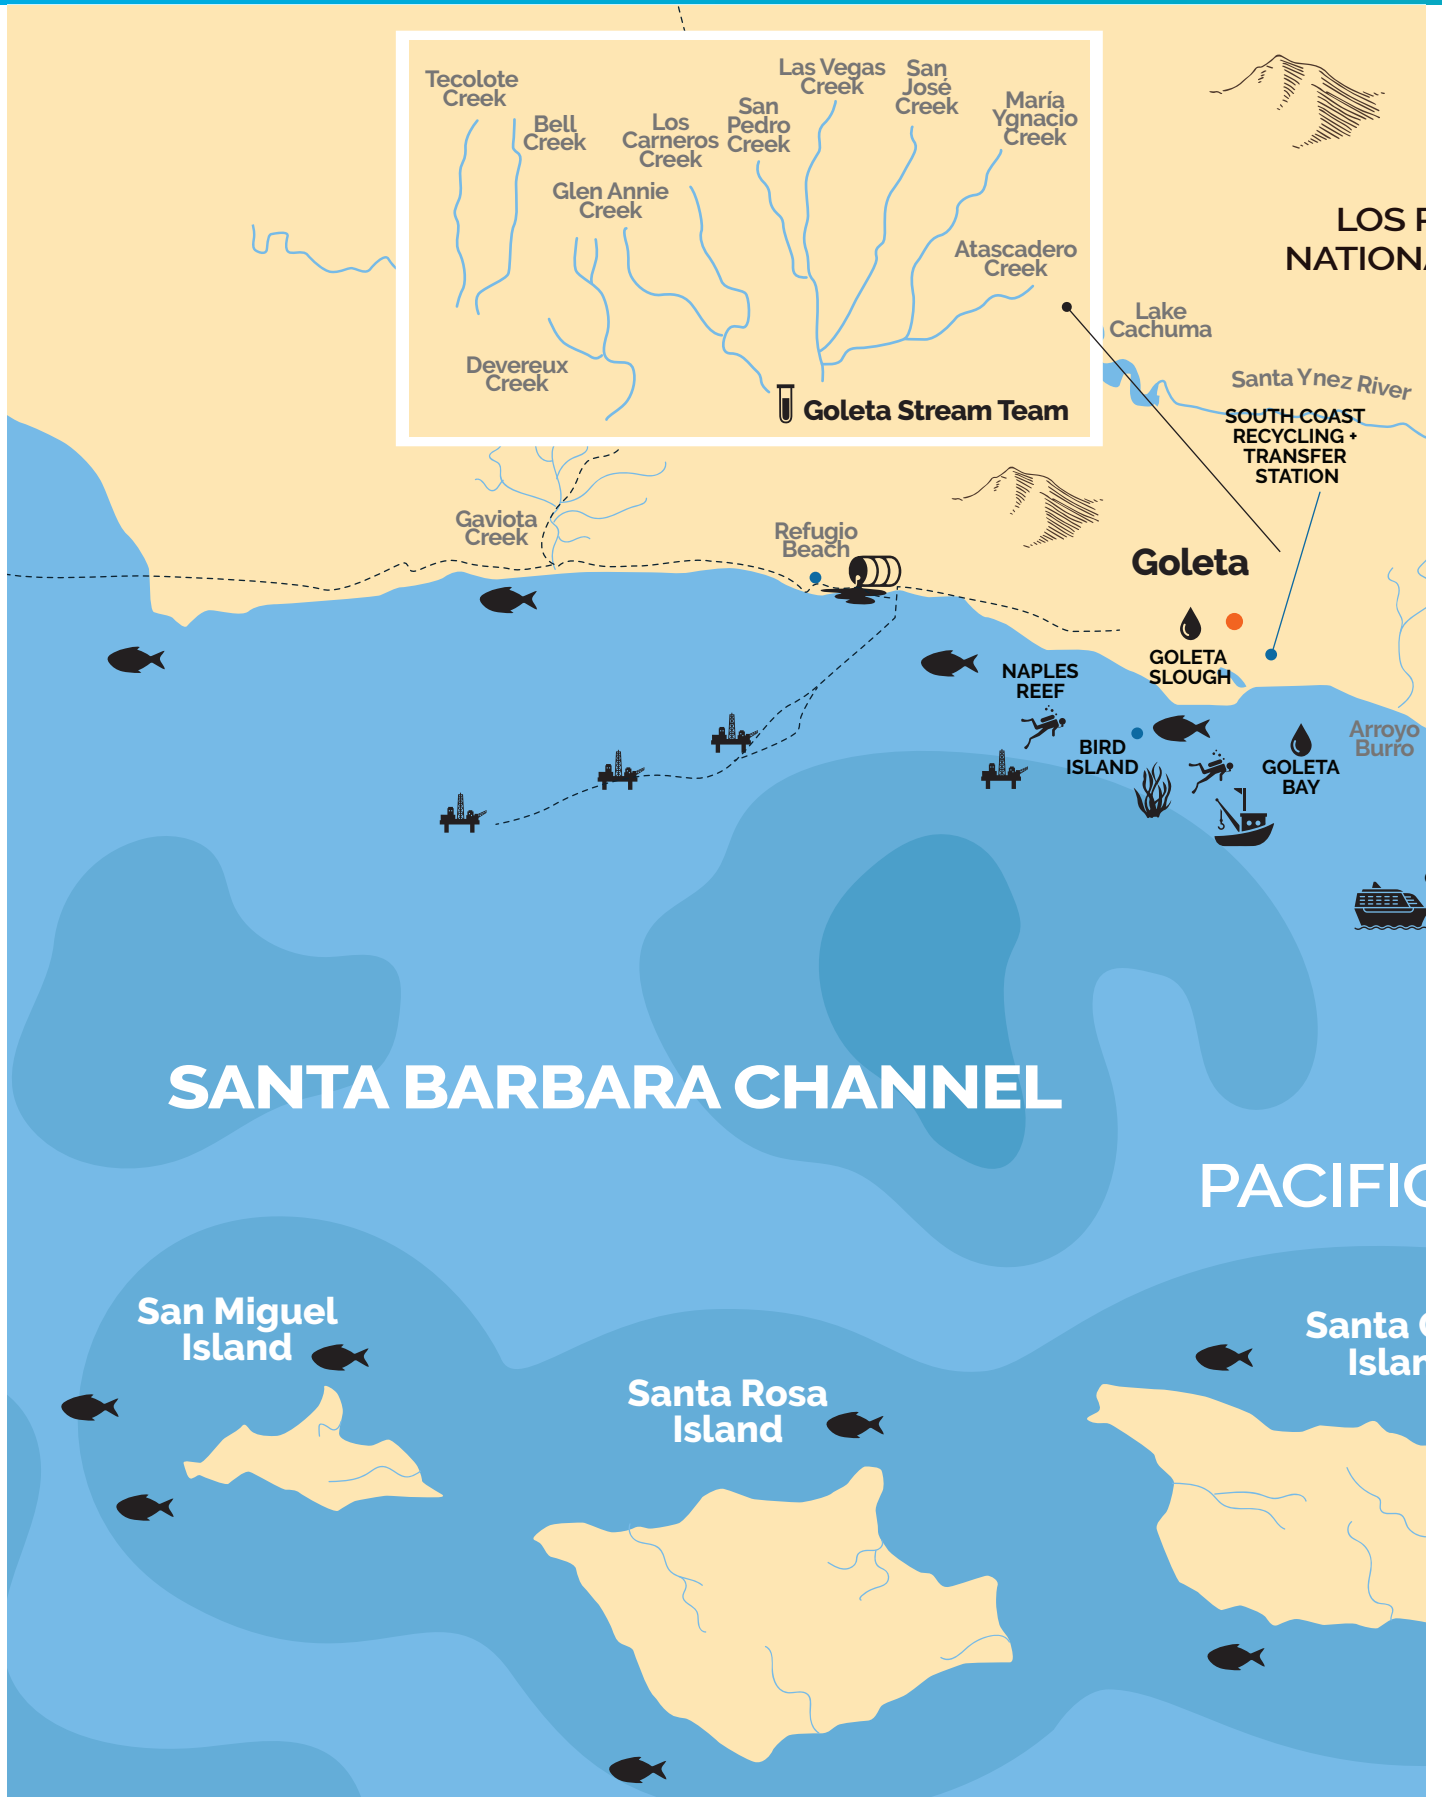 Tecolote
Creek
Bell
Creek
Los
Carneros
Creek
San
Pedro
Creek
Las Vegas
Creek
San
José
Creek
María
Ygnacio
Creek
Glen Annie
Creek
Atascadero
Creek
Devereux
Creek
Goleta Stream Team
LOS P
NATIONA
Lake
Cachuma
Santa Ynez River
SOUTH COAST
RECYCLING +
TRANSFER
STATION
Gaviota
Creek
Refugio
Beach
Goleta
GOLETA
SLOUGH
NAPLES
REEF
BIRD
ISLAND
GOLETA
BAY
Arroyo
Burro
SANTA BARBARA CHANNEL
PACIFIC
San Miguel
Island
Santa Rosa
Island
Santa C
Islan